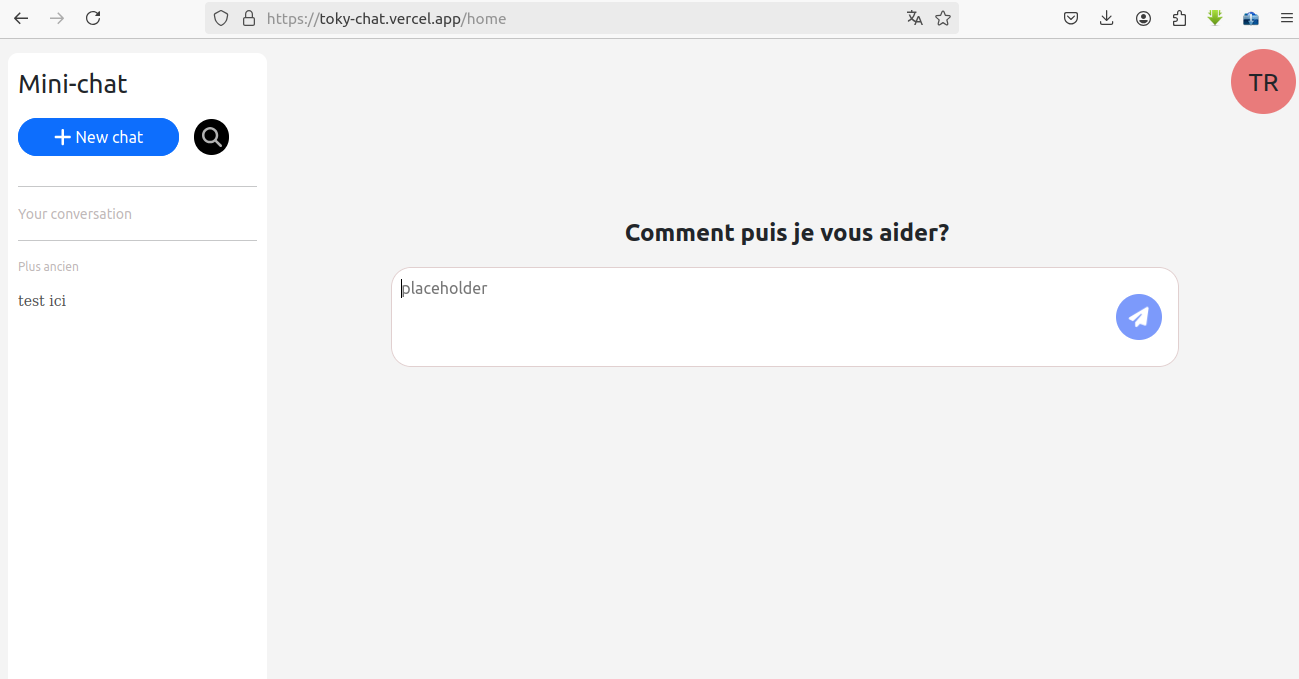 https://toky-chat.vercel.app/home
Mini-chat
TR
New chat
Your conversation
Plus ancien
test ici
Comment puis je vous aider?
placeholder